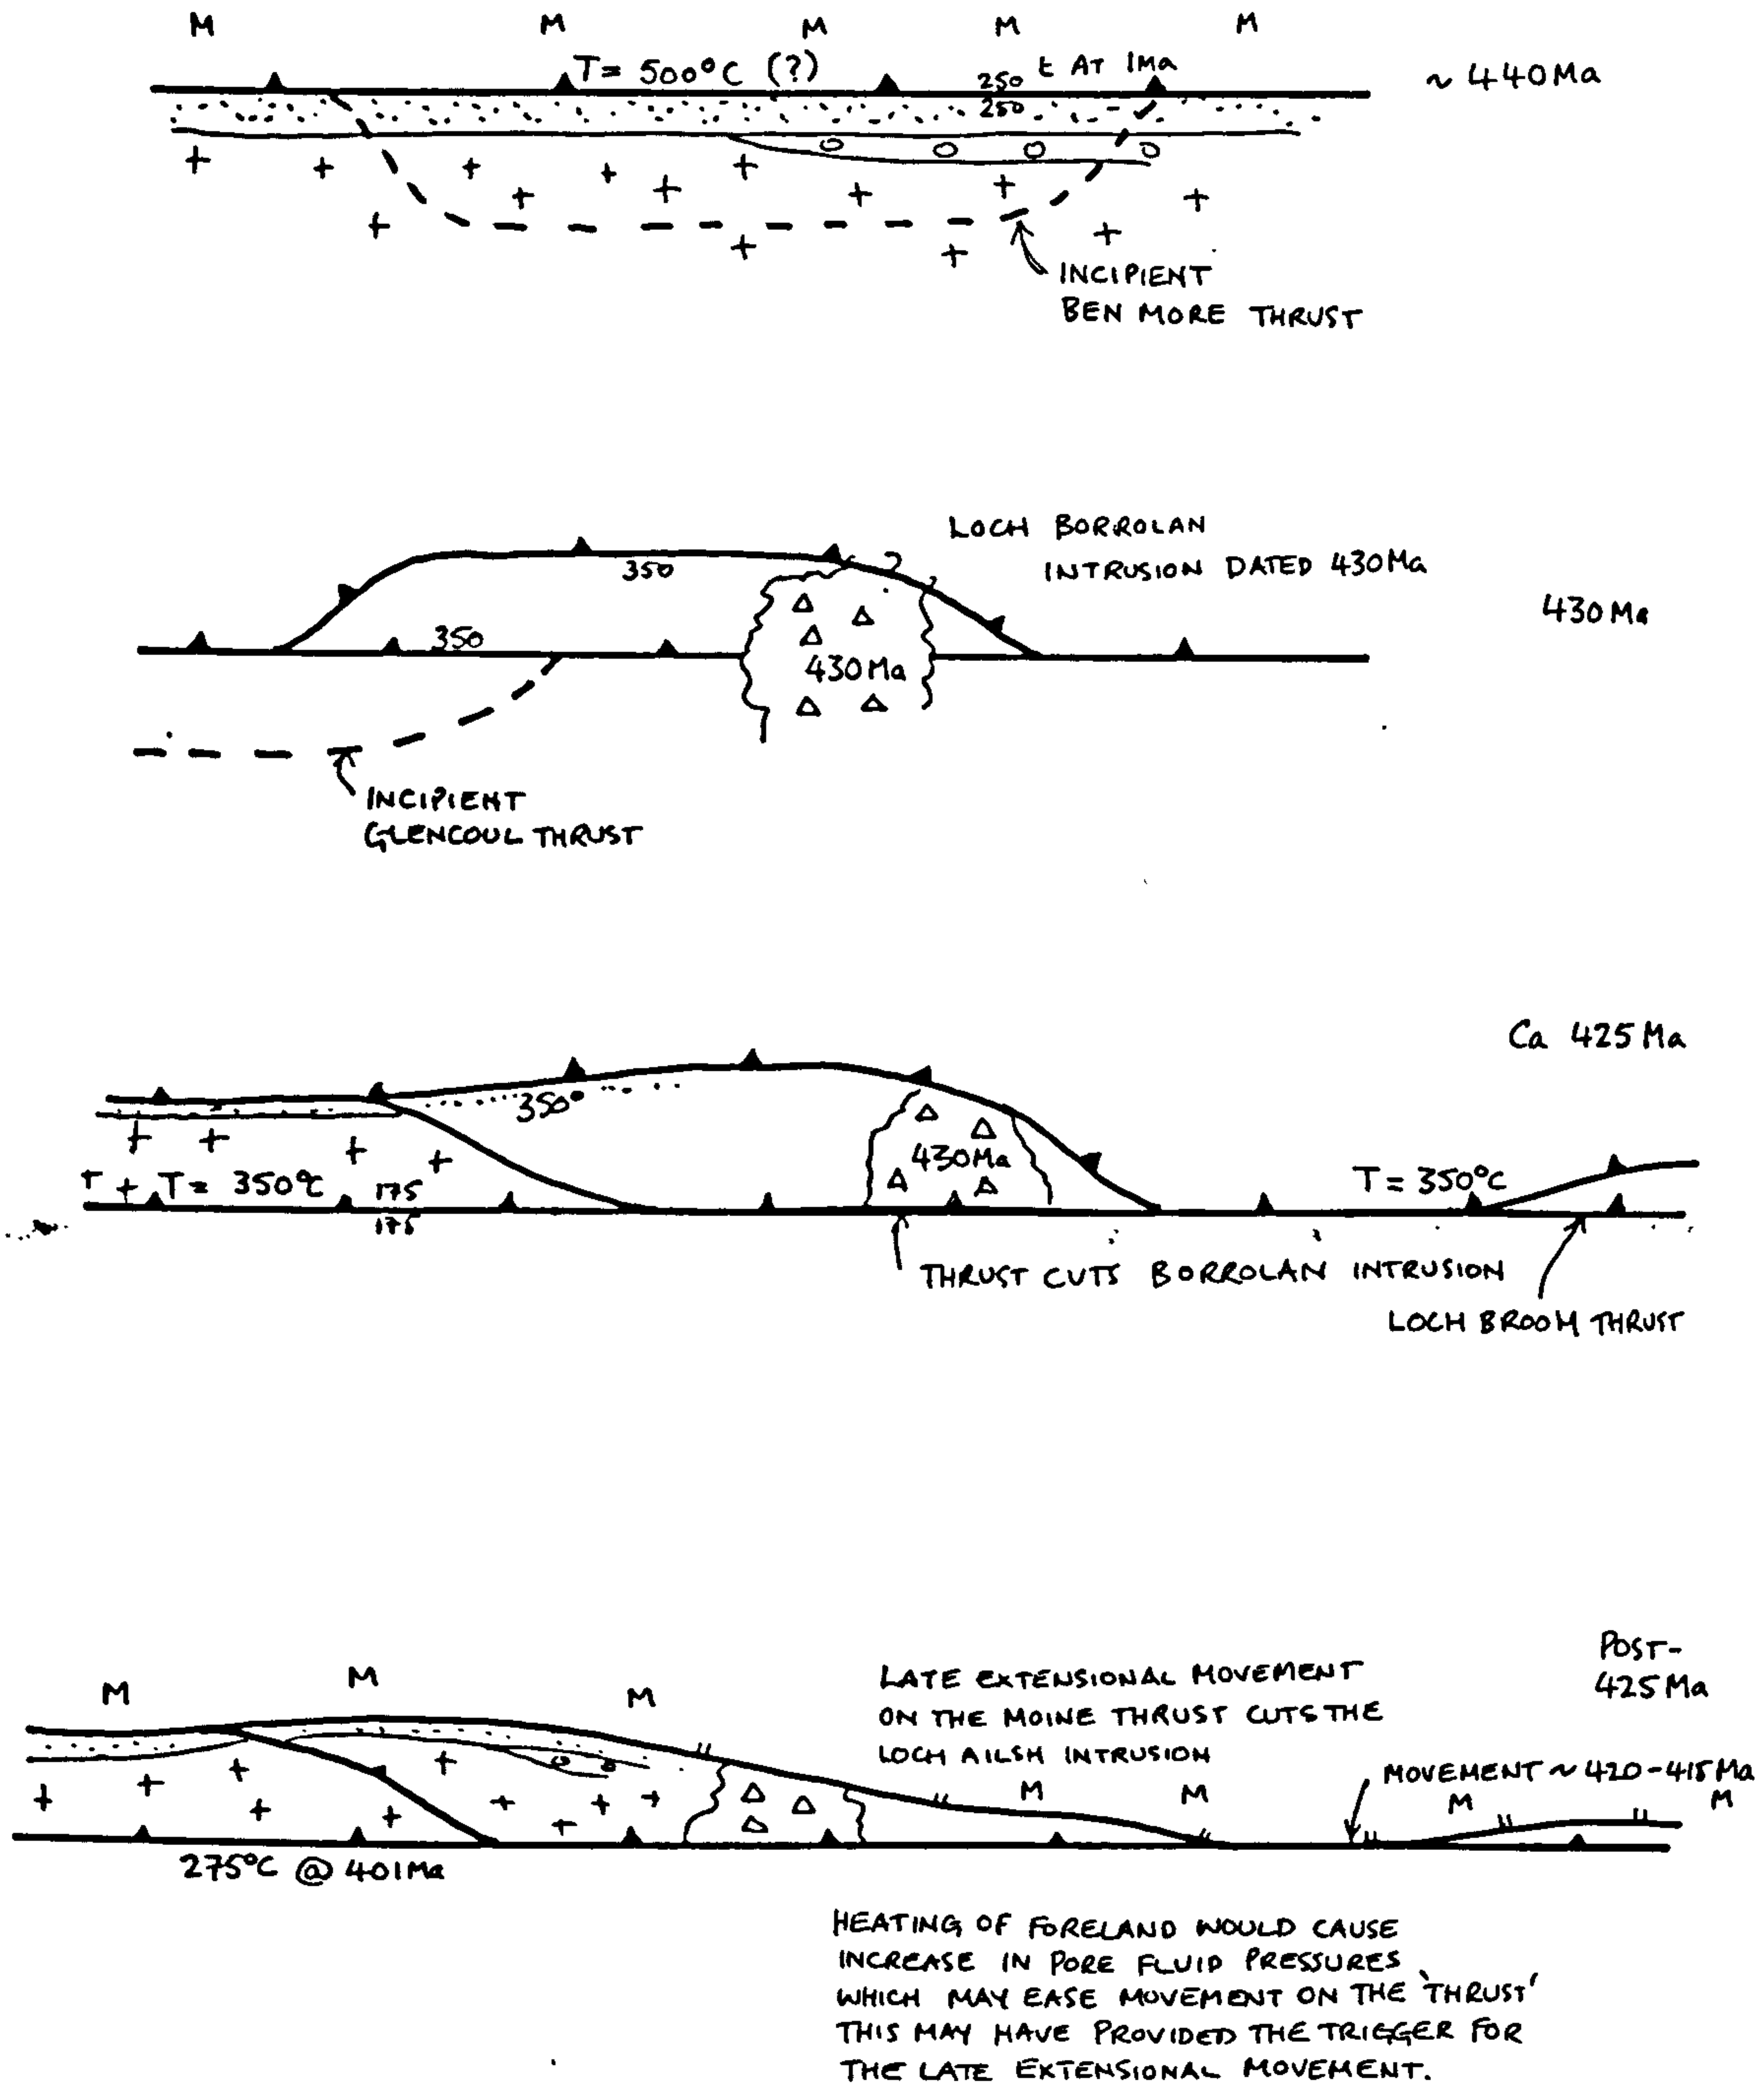 M M M M M
T= 500°C (?)
250
t AT 1Ma
~ 440Ma
250
INCIPIENT
BEN MORE THRUST
LOCH BORROLAN
INTRUSION DATED 430Ma
350
430Ma
350
430Ma
INCIPIENT
GLENCOUL THRUST
Ca 425Ma
350°
430Ma
T= 350°C
175
T= 350°C
175
THRUST CUTS BORROLAN INTRUSION
LOCH BROOM THRUST
POST-
425Ma
M M M
LATE EXTENSIONAL MOVEMENT
ON THE MOINE THRUST CUTS THE
LOCH AILSH INTRUSION
MOVEMENT ~ 420-415Ma
M M M M
275°C @ 401Ma
HEATING OF FORELAND WOULD CAUSE
INCREASE IN PORE FLUID PRESSURES
WHICH MAY EASE MOVEMENT ON THE 'THRUST'
THIS MAY HAVE PROVIDED THE TRIGGER FOR
THE LATE EXTENSIONAL MOVEMENT.